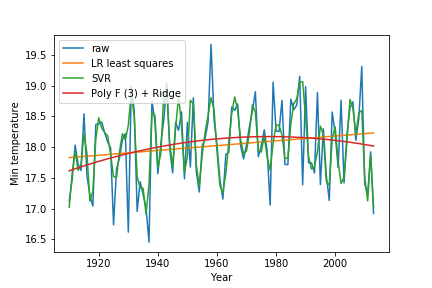 raw
LR least squares
SVR
Poly F (3) + Ridge
Min temperature
19.5
19.0
18.5
18.0
17.5
17.0
16.5
1920 1940 1960 1980 2000
Year